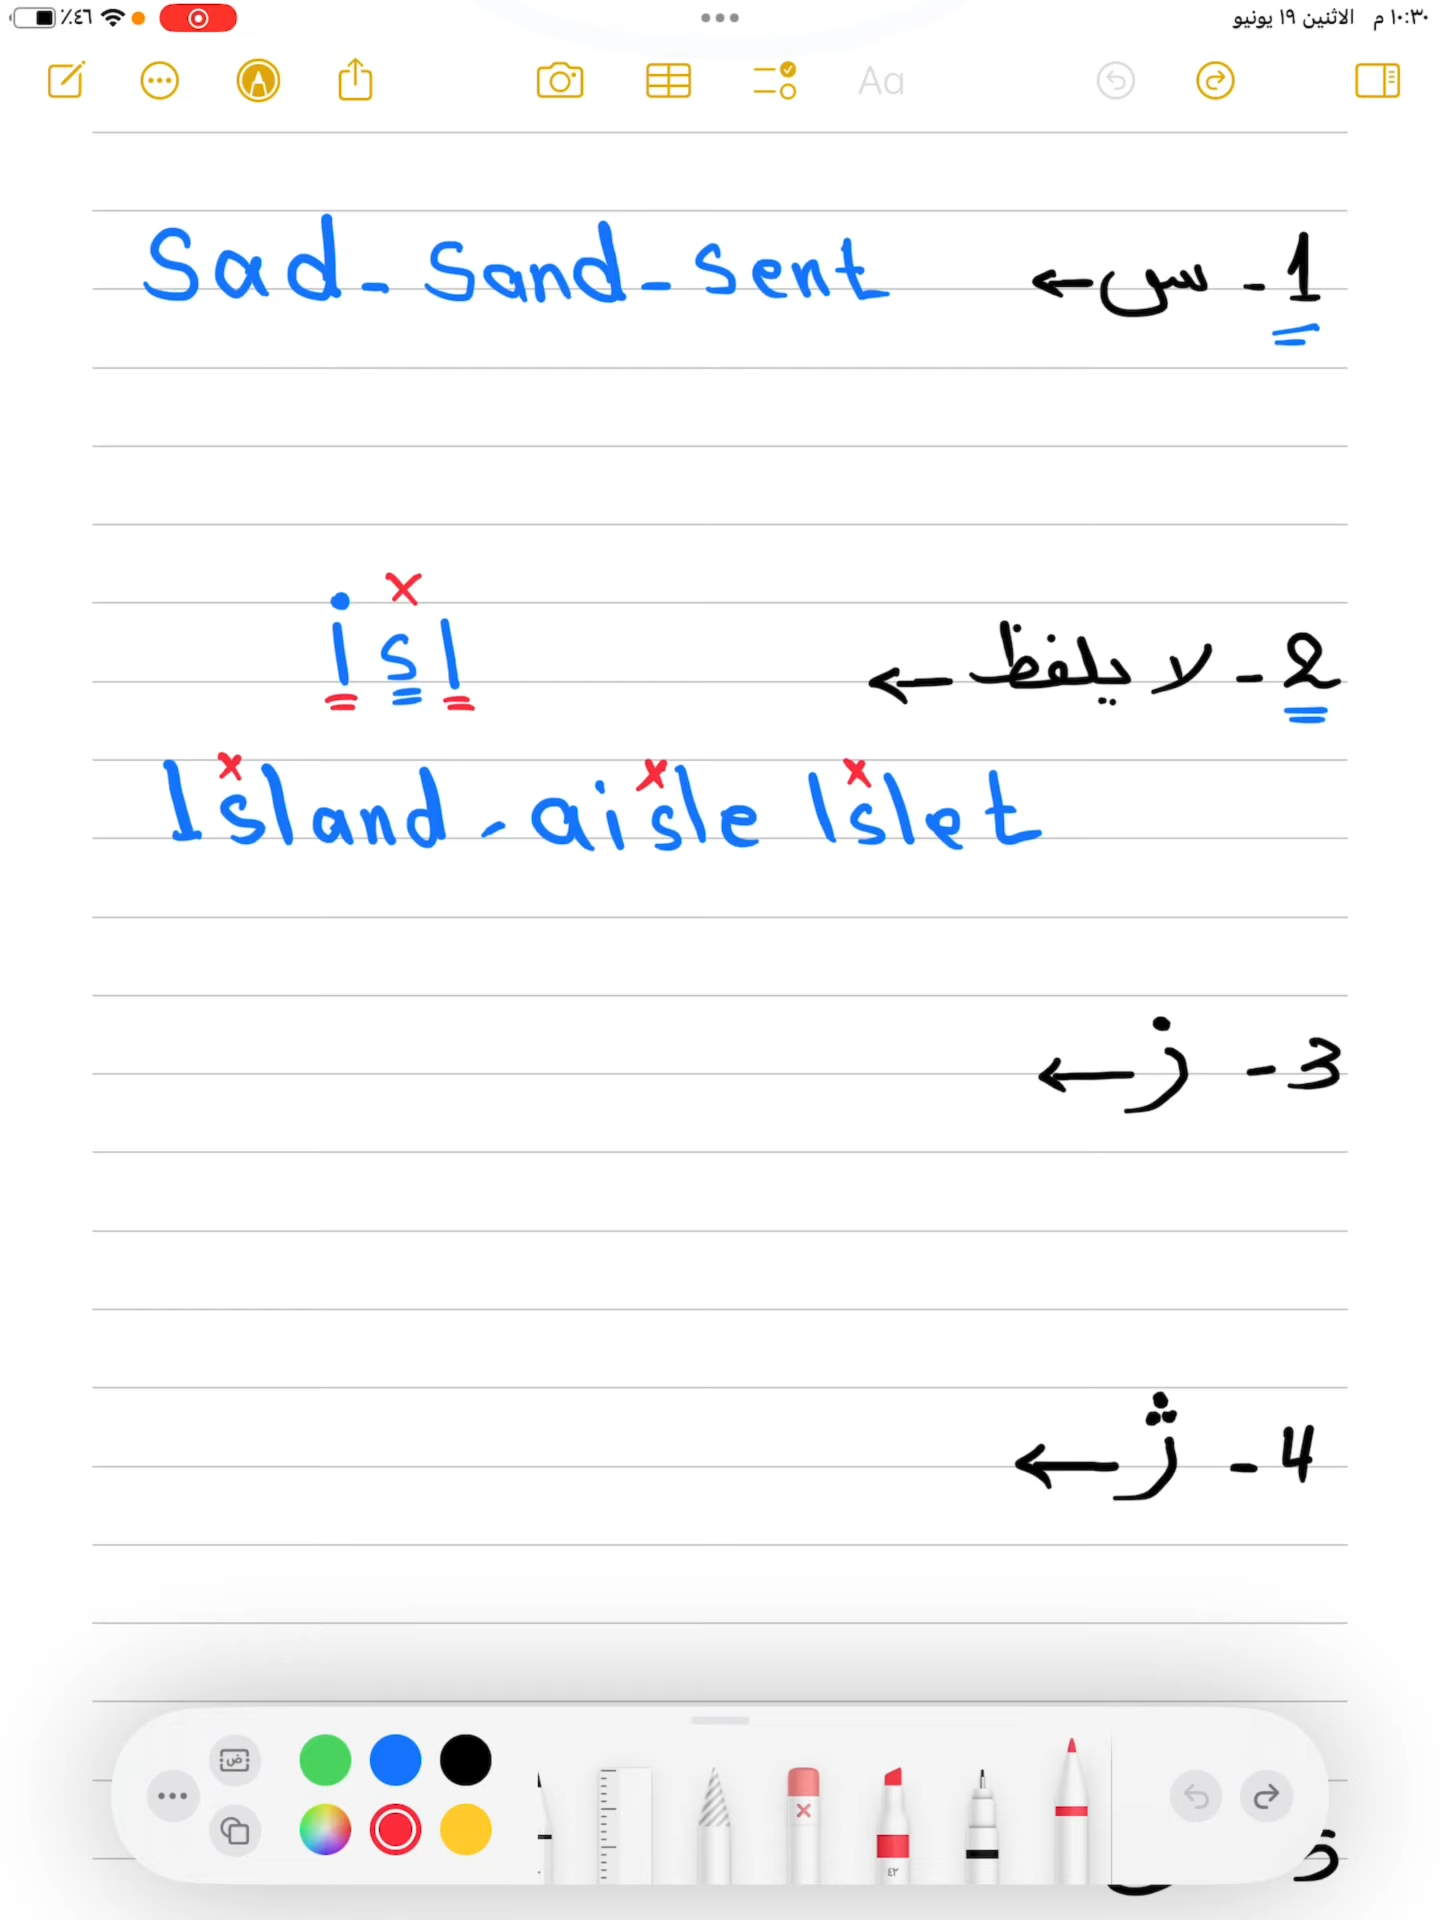 ١٠:٣٠ م الاثنين ١٩ يونيو ٪٤٦
Aa
1 - س ← Sad - Sand - Sent
2 - لا يلفظ ← isl
Island - aisle Islet
3 - ز ←
4 - ژ ←
ض
٤٢